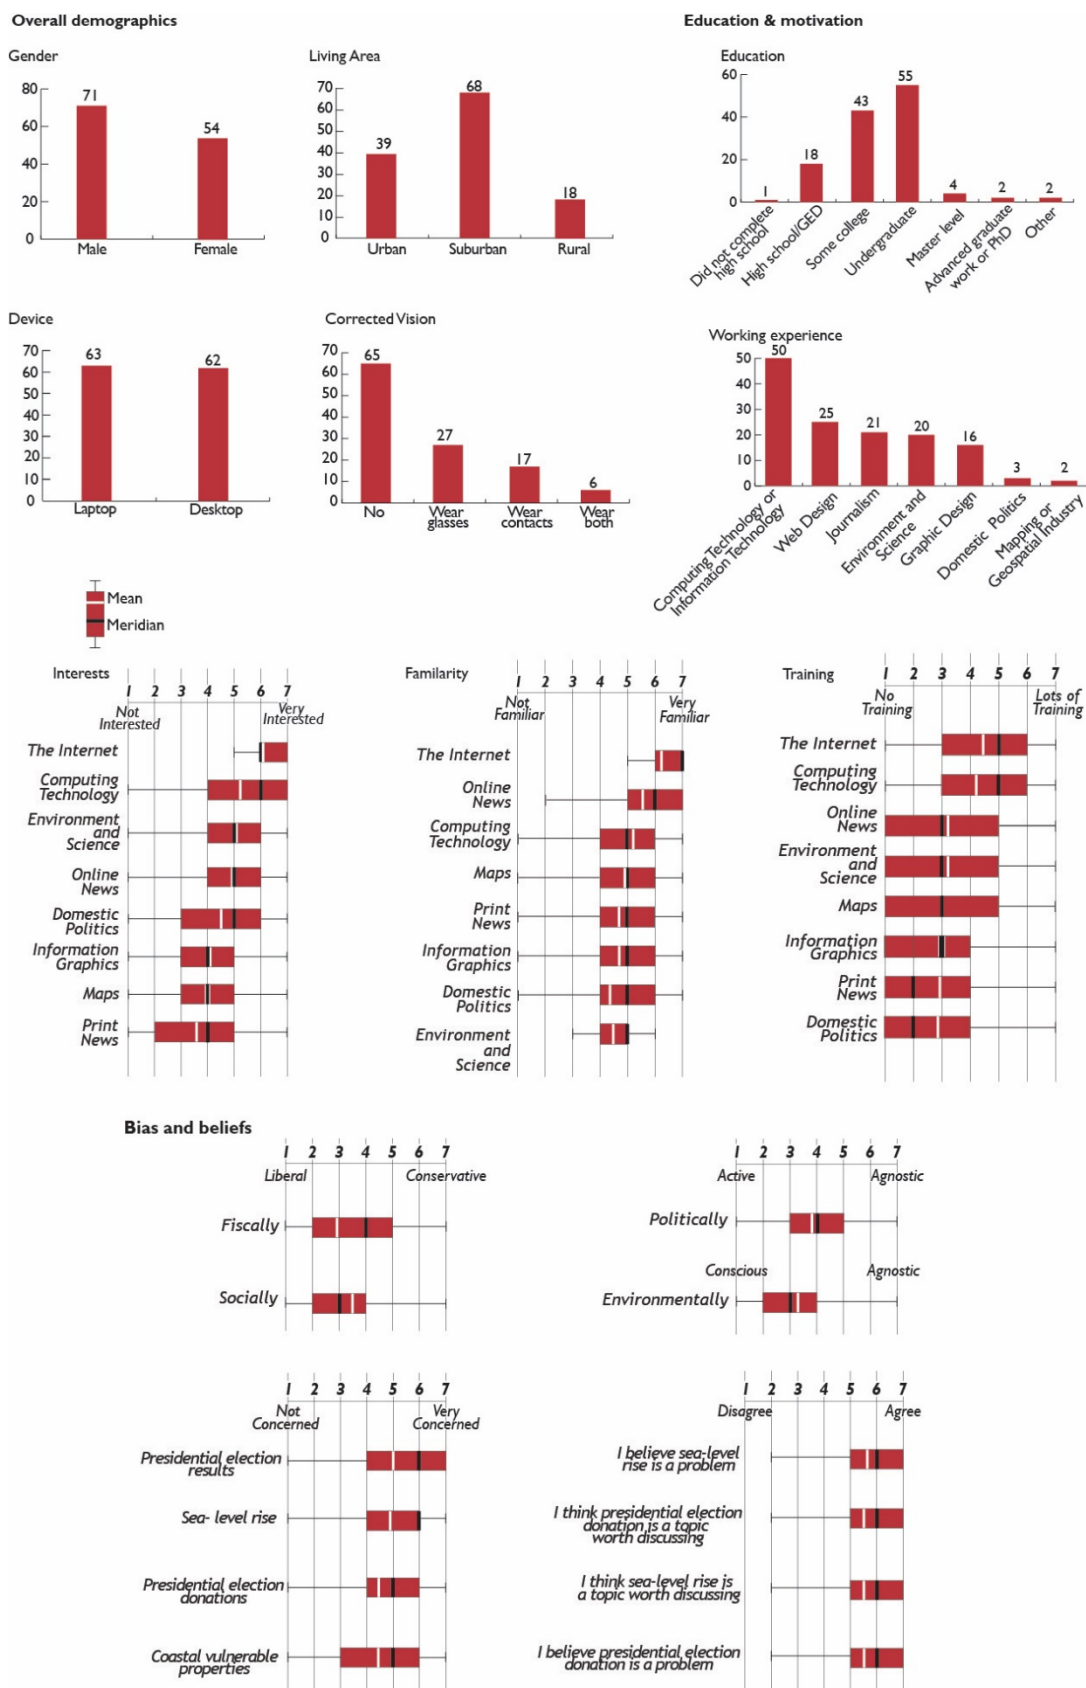 Overall demographics
Education & motivation
Gender
80
60
40
20
0
71
54
Male
Female
Living Area
70
60
50
40
30
20
10
0
39
68
18
Urban
Suburban
Rural
Education
60
40
20
0
1
18
43
55
4
2
2
Did not complete
high school
High school/GED
Some college
Undergraduate
Master level
Advanced graduate
work or PhD
Other
Device
70
60
50
40
30
20
10
0
63
62
Laptop
Desktop
Corrected Vision
70
60
50
40
30
20
10
0
65
27
17
6
No
Wear
glasses
Wear
contacts
Wear
both
Working experience
50
40
30
20
10
0
50
25
21
20
16
3
2
Computing Technology or
Information Technology
Web Design
Journalism
Environment and
Science
Graphic Design
Domestic Politics
Mapping or
Geospatial Industry
Mean
Meridian
Interests
1 2 3 4 5 6 7
Not
Interested
Very
Interested
The Internet
Computing
Technology
Environment
and
Science
Online
News
Domestic
Politics
Information
Graphics
Maps
Print
News
Familarity
1 2 3 4 5 6 7
Not
Familiar
Very
Familiar
The Internet
Online
News
Computing
Technology
Maps
Print
News
Information
Graphics
Domestic
Politics
Environment
and
Science
Training
1 2 3 4 5 6 7
No
Training
Lots of
Training
The Internet
Computing
Technology
Online
News
Environment
and
Science
Maps
Information
Graphics
Print
News
Domestic
Politics
Bias and beliefs
1 2 3 4 5 6 7
Liberal
Conservative
Fiscally
Socially
1 2 3 4 5 6 7
Active
Agnostic
Politically
Conscious
Agnostic
Environmentally
1 2 3 4 5 6 7
Not
Concerned
Very
Concerned
Presidential election
results
Sea- level rise
Presidential election
donations
Coastal vulnerable
properties
1 2 3 4 5 6 7
Disagree
Agree
I believe sea-level
rise is a problem
I think presidential election
donation is a topic
worth discussing
I think sea-level rise is
a topic worth discussing
I believe presidential election
donation is a problem